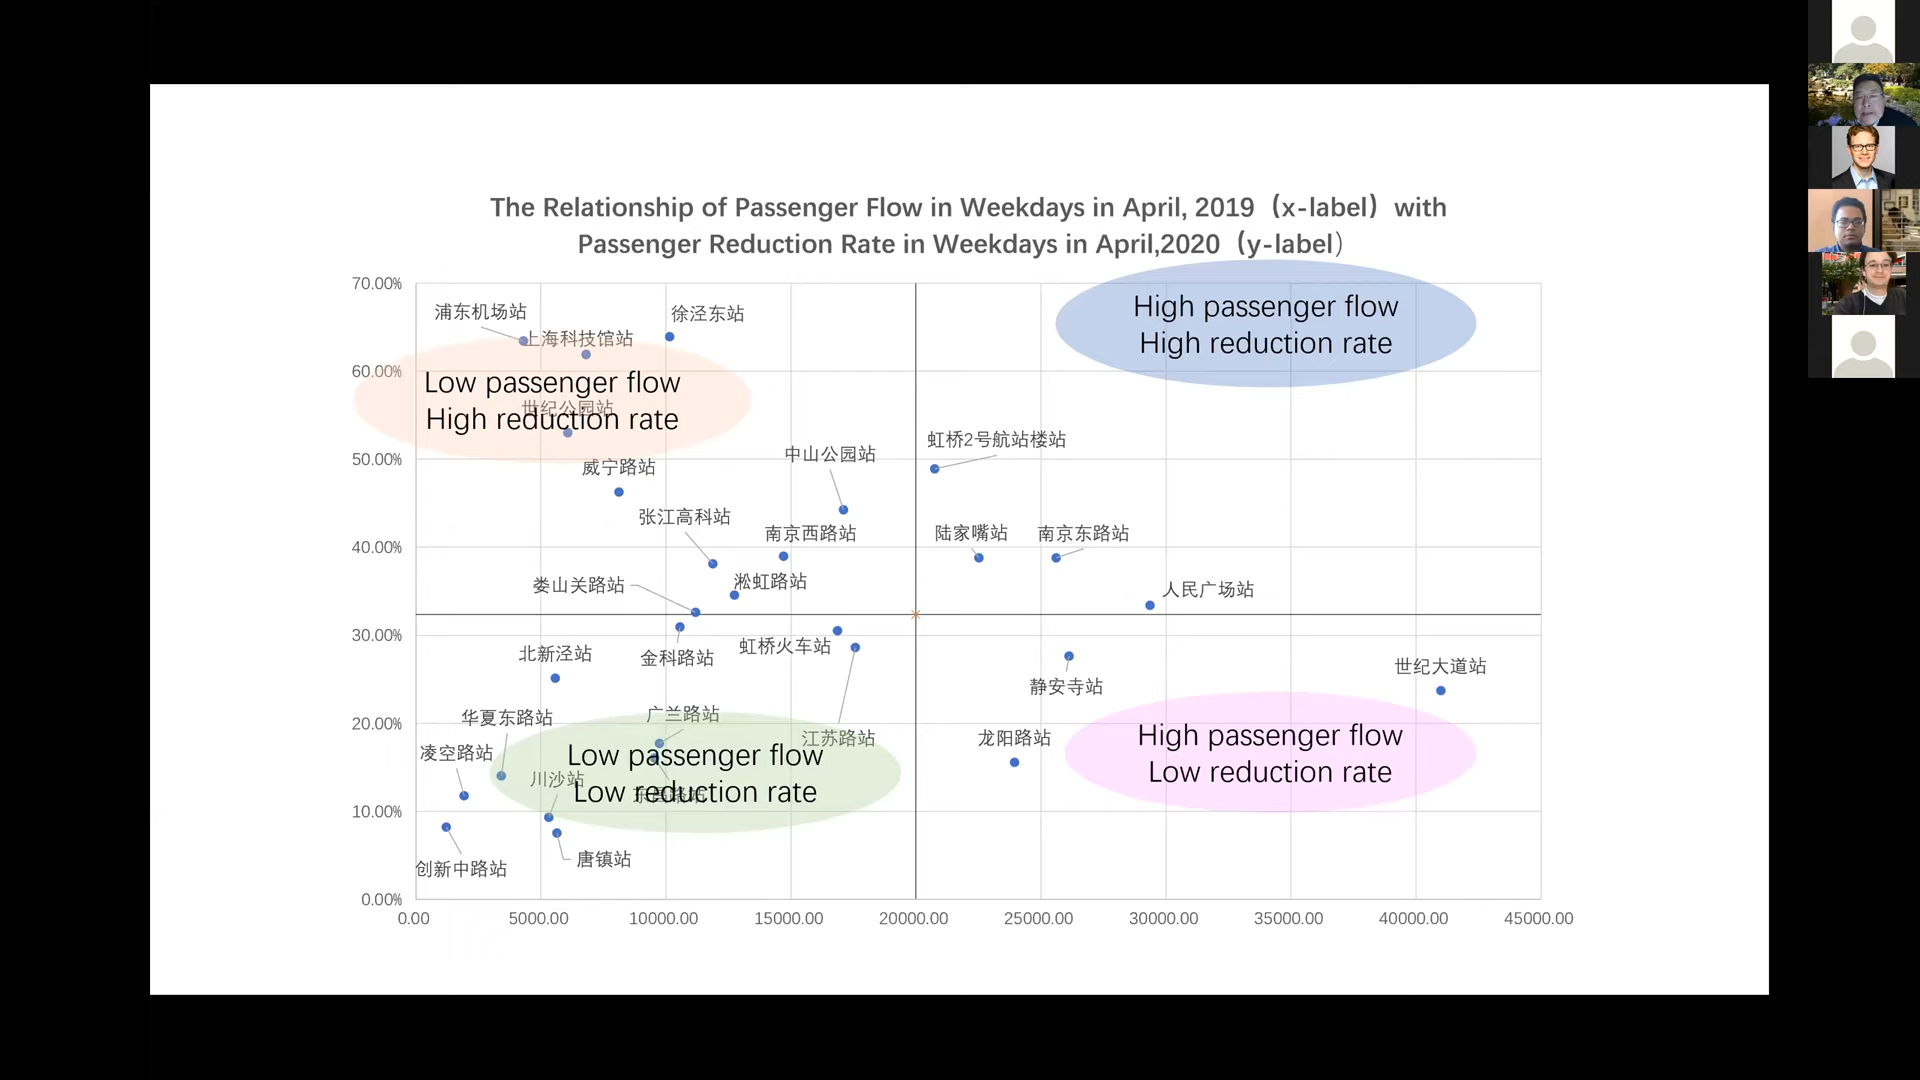 The Relationship of Passenger Flow in Weekdays in April, 2019（x-label）with
Passenger Reduction Rate in Weekdays in April,2020（y-label）
70.00%
60.00%
50.00%
40.00%
30.00%
20.00%
10.00%
0.00%
浦东机场站
徐泾东站
上海科技馆站
High passenger flow
High reduction rate
Low passenger flow
High reduction rate
世纪公园站
威宁路站
中山公园站
虹桥2号航站楼站
张江高科站
南京西路站
陆家嘴站
南京东路站
娄山关路站
淞虹路站
人民广场站
北新泾站
金科路站
虹桥火车站
静安寺站
世纪大道站
华夏东路站
广兰路站
江苏路站
龙阳路站
凌空路站
川沙站
Low passenger flow
Low reduction rate
High passenger flow
Low reduction rate
创新中路站
唐镇站
0.00
5000.00
10000.00
15000.00
20000.00
25000.00
30000.00
35000.00
40000.00
45000.00